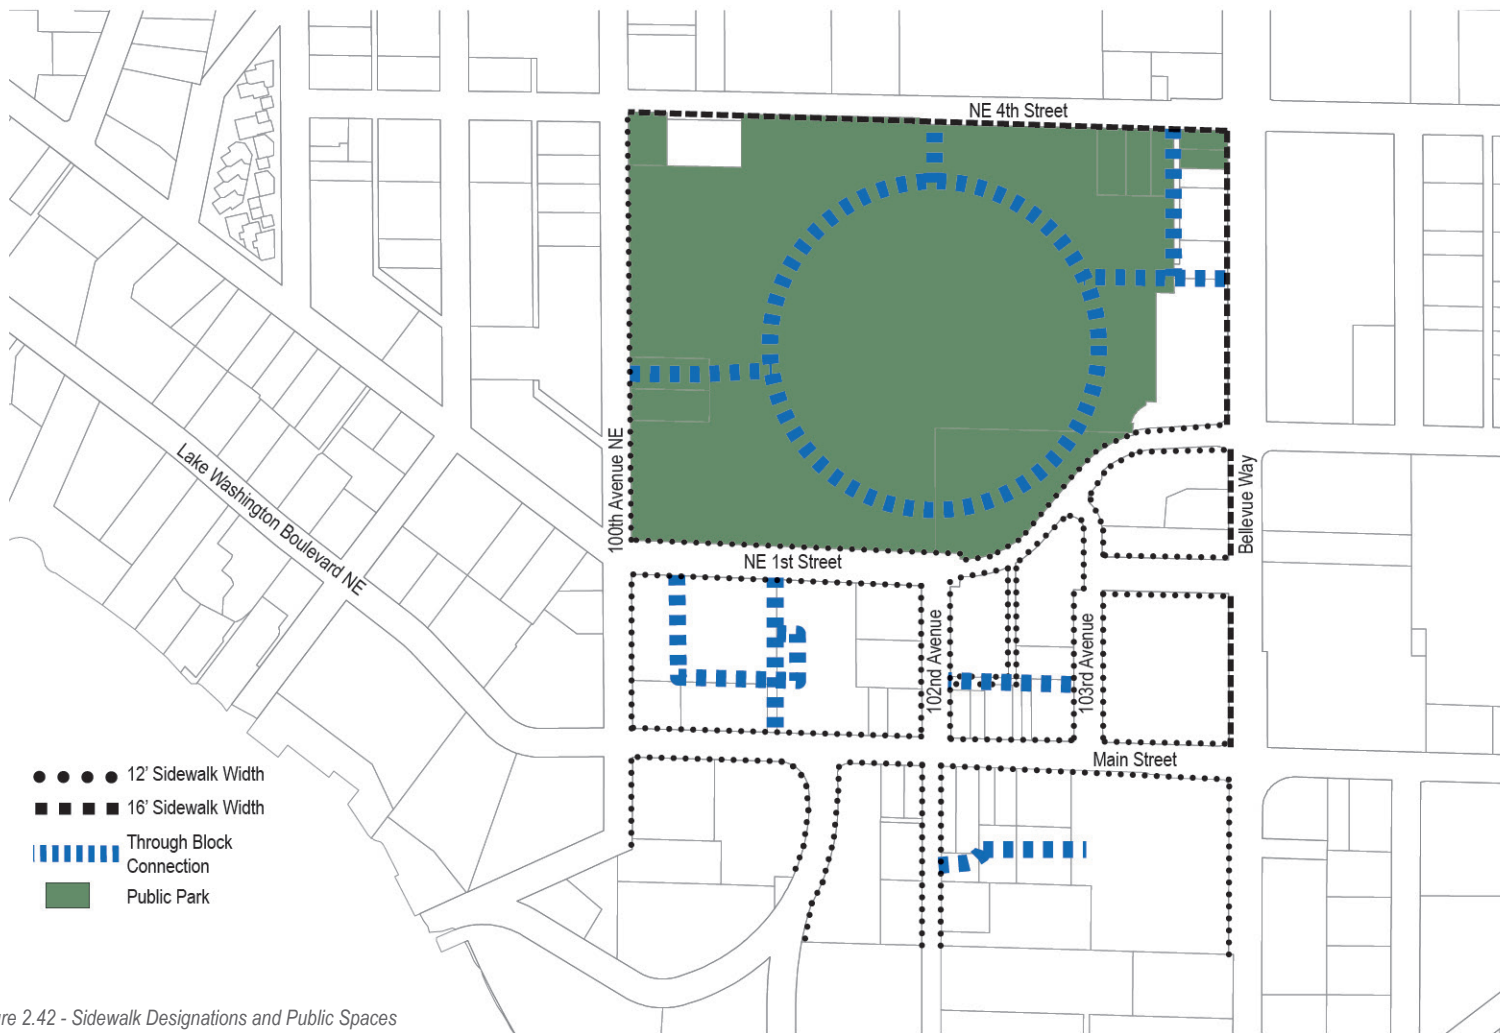 NE 4th Street
100th Avenue NE
Lake Washington Boulevard NE
Bellevue Way
NE 1st Street
102nd Avenue
103rd Avenue
Main Street
12' Sidewalk Width
16' Sidewalk Width
Through Block
Connection
Public Park
2.42 - Sidewalk Designations and Public Spaces